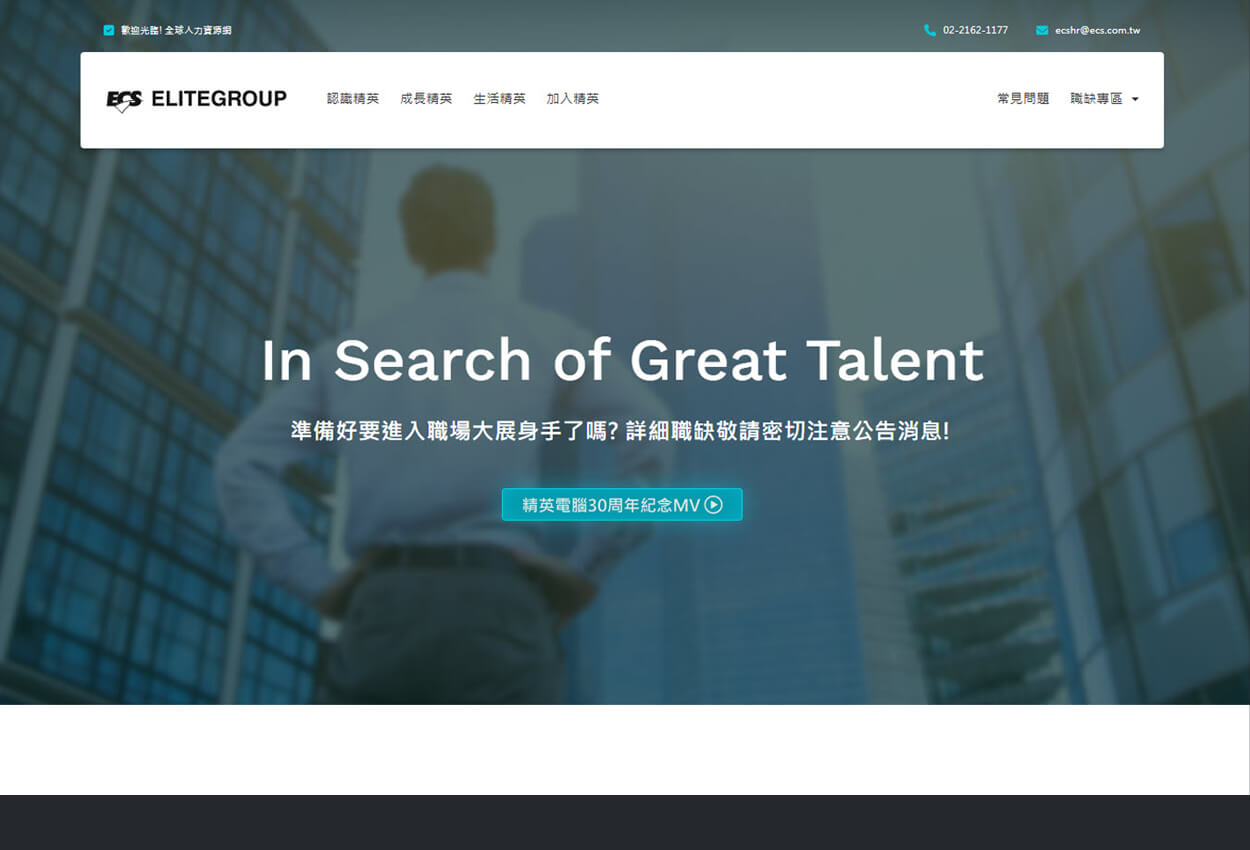 歡迎光臨! 全球人力資源網
02-2162-1177
ecshr@ecs.com.tw
ECS ELITEGROUP
認識精英
成長精英
生活精英
加入精英
常見問題
職缺專區
In Search of Great Talent
準備好要進入職場大展身手了嗎? 詳細職缺敬請密切注意公告消息!
精英電腦30周年紀念MV